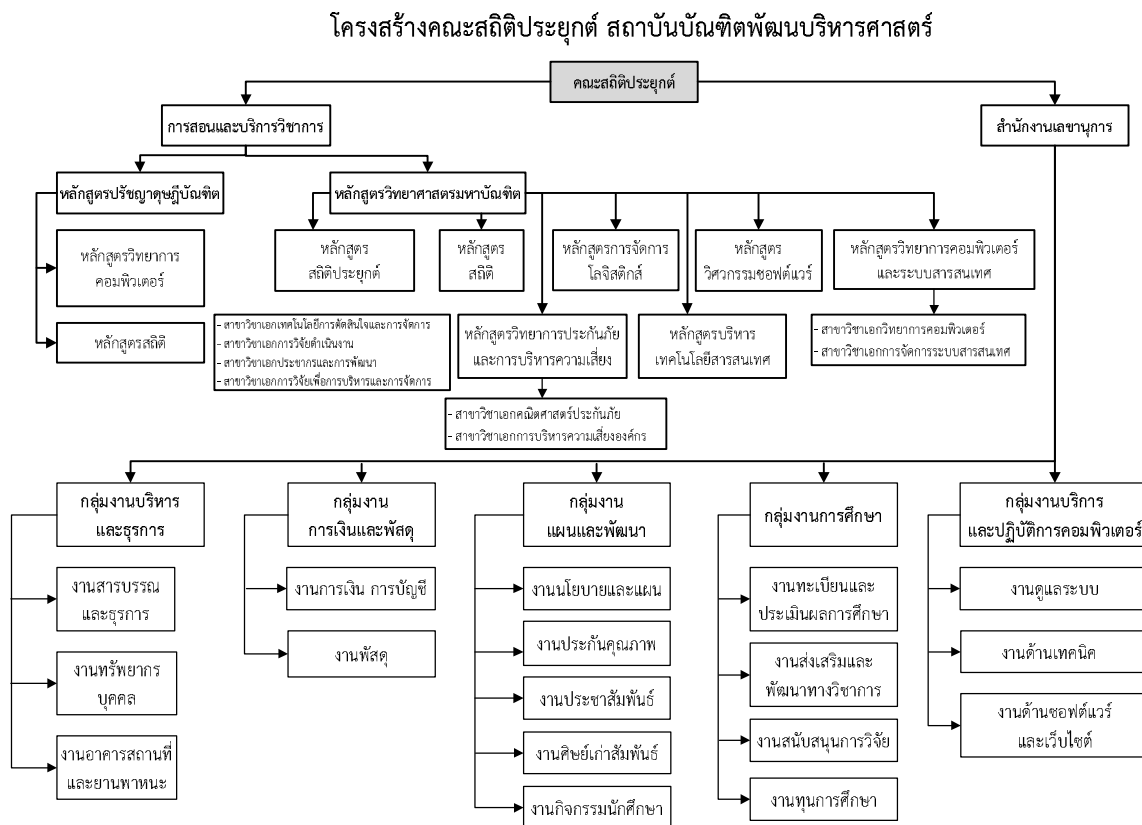 โครงสร้างคณะสถิติประยุกต์ สถาบันบัณฑิตพัฒนบริหารศาสตร์
คณะสถิติประยุกต์
การสอนและบริการวิชาการ
สำนักงานเลขานุการ
หลักสูตรปรัชญาดุษฎีบัณฑิต
หลักสูตรวิทยาศาสตรมหาบัณฑิต
หลักสูตรวิทยาการ
คอมพิวเตอร์
หลักสูตรสถิติ
หลักสูตร
สถิติประยุกต์
หลักสูตร
สถิติ
หลักสูตรการจัดการ
โลจิสติกส์
หลักสูตร
วิศวกรรมซอฟต์แวร์
หลักสูตรวิทยาการคอมพิวเตอร์
และระบบสารสนเทศ
- สาขาวิชาเอกเทคโนโลยีการตัดสินใจและการจัดการ
- สาขาวิชาเอกการวิจัยดำเนินงาน
- สาขาวิชาเอกประชากรและการพัฒนา
- สาขาวิชาเอกการวิจัยเพื่อการบริหารและการจัดการ
หลักสูตรวิทยาการประกันภัย
และการบริหารความเสี่ยง
หลักสูตรบริหาร
เทคโนโลยีสารสนเทศ
- สาขาวิชาเอกวิทยาการคอมพิวเตอร์
- สาขาวิชาเอกการจัดการระบบสารสนเทศ
- สาขาวิชาเอกคณิตศาสตร์ประกันภัย
- สาขาวิชาเอกการบริหารความเสี่ยงองค์กร
กลุ่มงานบริหาร
และธุรการ
งานสารบรรณ
และธุรการ
งานทรัพยากร
บุคคล
งานอาคารสถานที่
และยานพาหนะ
กลุ่มงาน
การเงินและพัสดุ
งานการเงิน การบัญชี
งานพัสดุ
กลุ่มงาน
แผนและพัฒนา
งานนโยบายและแผน
งานประกันคุณภาพ
งานประชาสัมพันธ์
งานศิษย์เก่าสัมพันธ์
งานกิจกรรมนักศึกษา
กลุ่มงานการศึกษา
งานทะเบียนและ
ประเมินผลการศึกษา
งานส่งเสริมและ
พัฒนาทางวิชาการ
งานสนับสนุนการวิจัย
งานทุนการศึกษา
กลุ่มงานบริการ
และปฏิบัติการคอมพิวเตอร์
งานดูแลระบบ
งานด้านเทคนิค
งานด้านซอฟต์แวร์
และเว็บไซต์